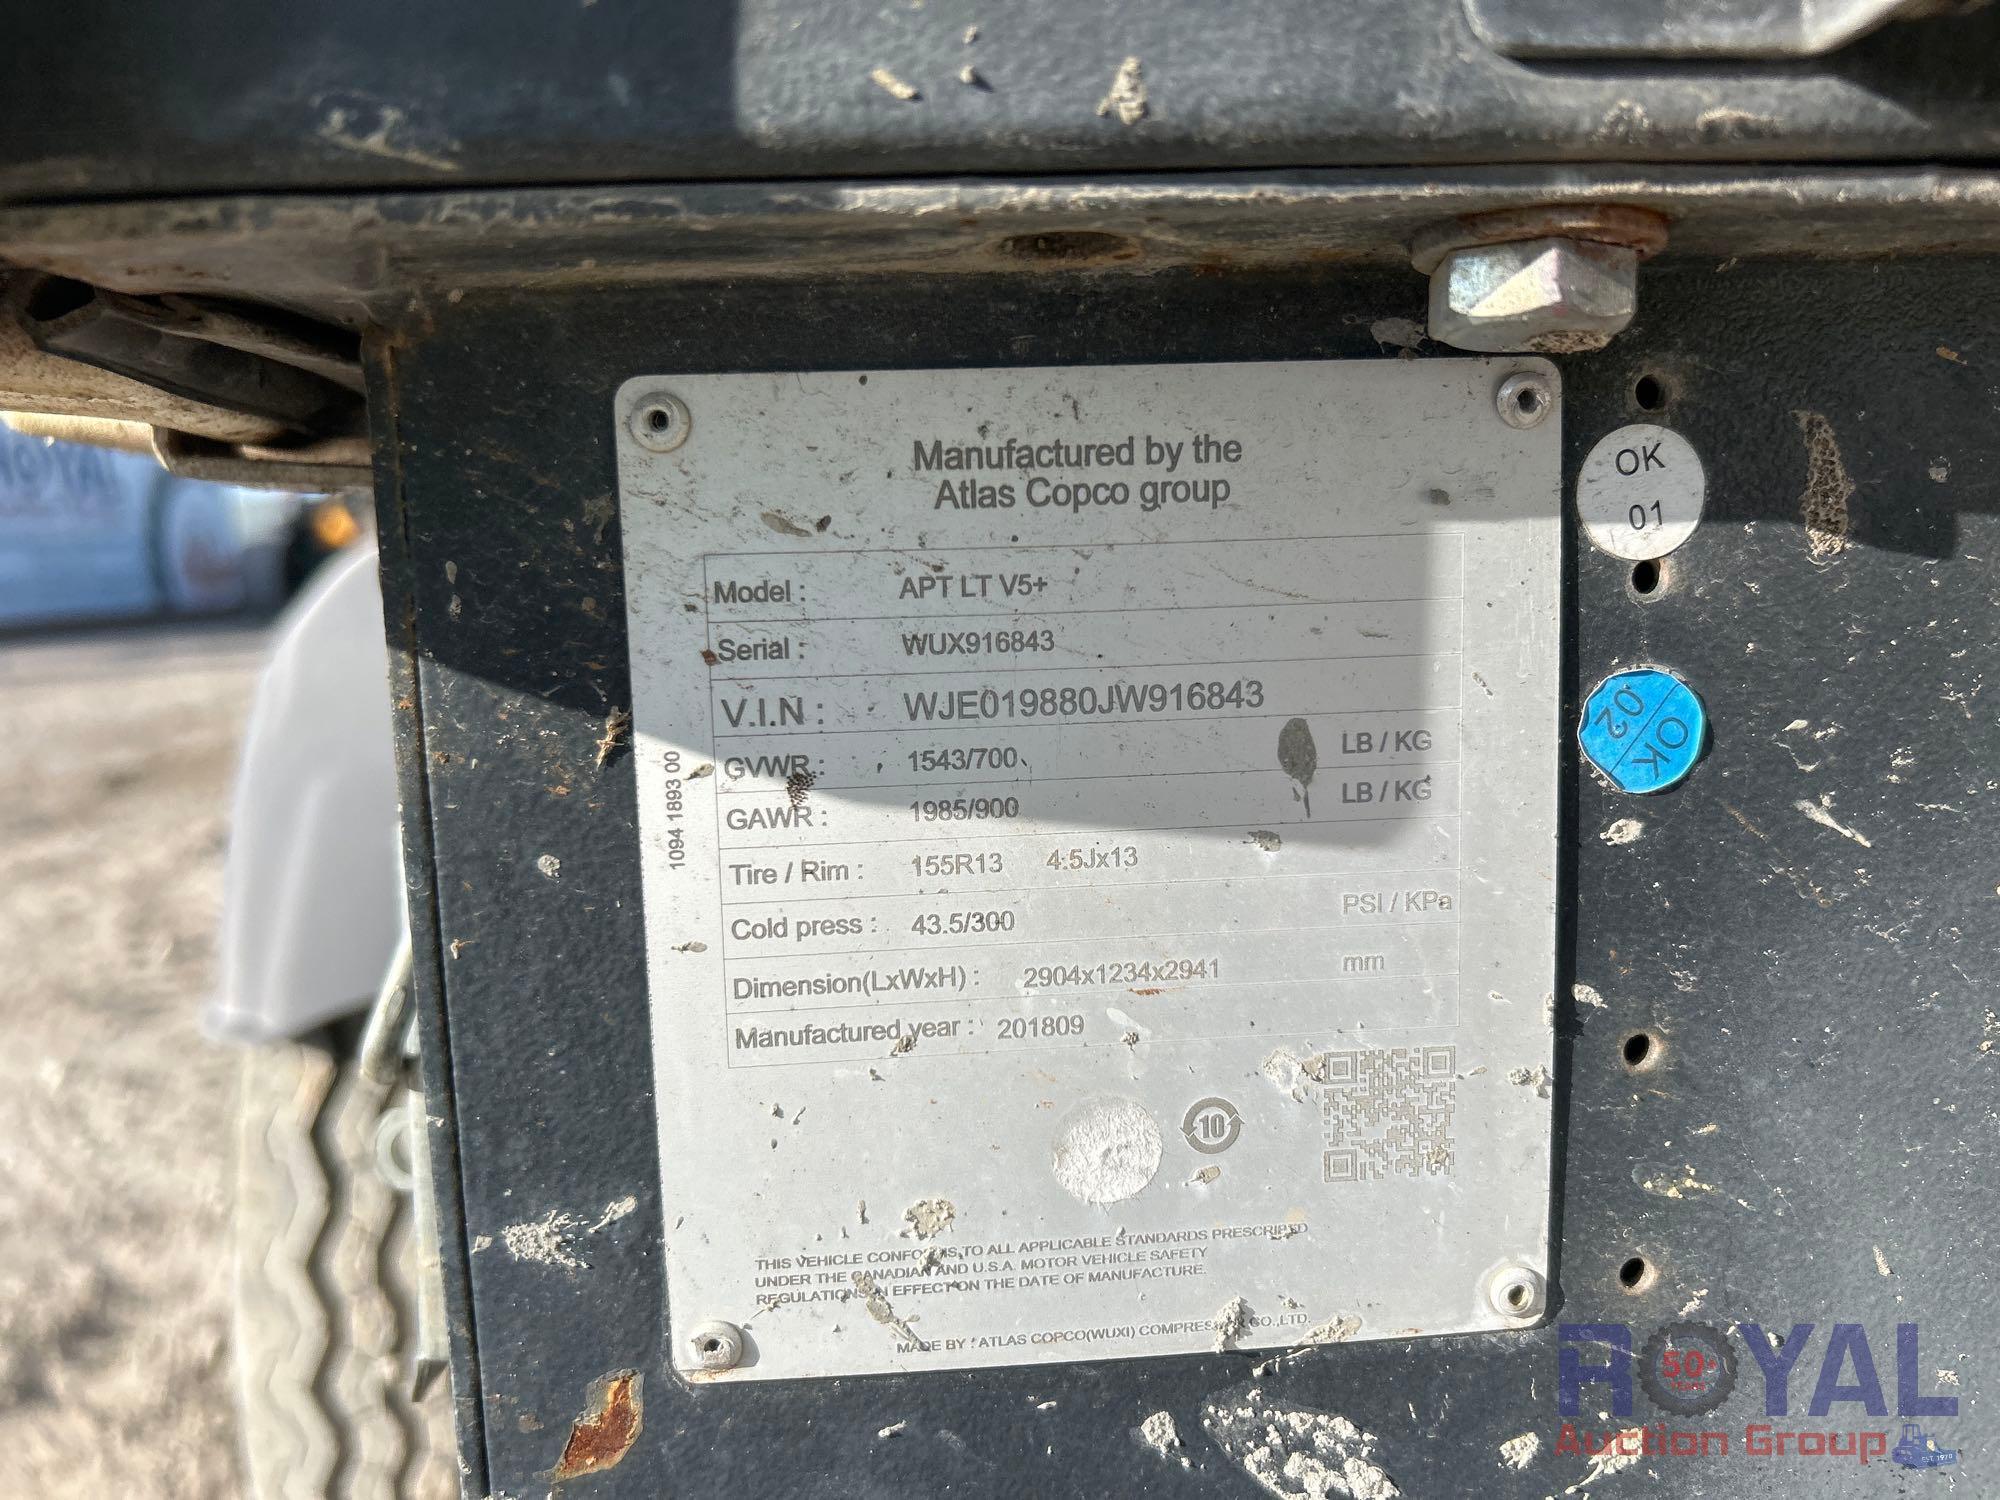 Manufactured by the
Atlas Copco group
Model : APT LT V5+
Serial : WUX916843
V.I.N : WJE019880JW916843
GVWR : 1543/700 LB / KG
GAWR : 1985/900 LB / KG
Tire / Rim : 155R13 4.5Jx13
Cold press : 43.5/300 PSI / KPa
Dimension(LxWxH) : 2904x1234x2941 mm
Manufactured year : 201809
1094 1893 00
10
THIS VEHICLE CONFORMS TO ALL APPLICABLE STANDARDS PRESCRIPTED
UNDER THE CANADIAN AND U.S.A. MOTOR VEHICLE SAFETY
REGULATIONS IN EFFECT ON THE DATE OF MANUFACTURE.
MADE BY : ATLAS COPCO(WUXI) COMPRESSOR CO.,LTD.
OK
01
OK
02
ROYAL
50+
YEARS
Auction Group
EST. 1970